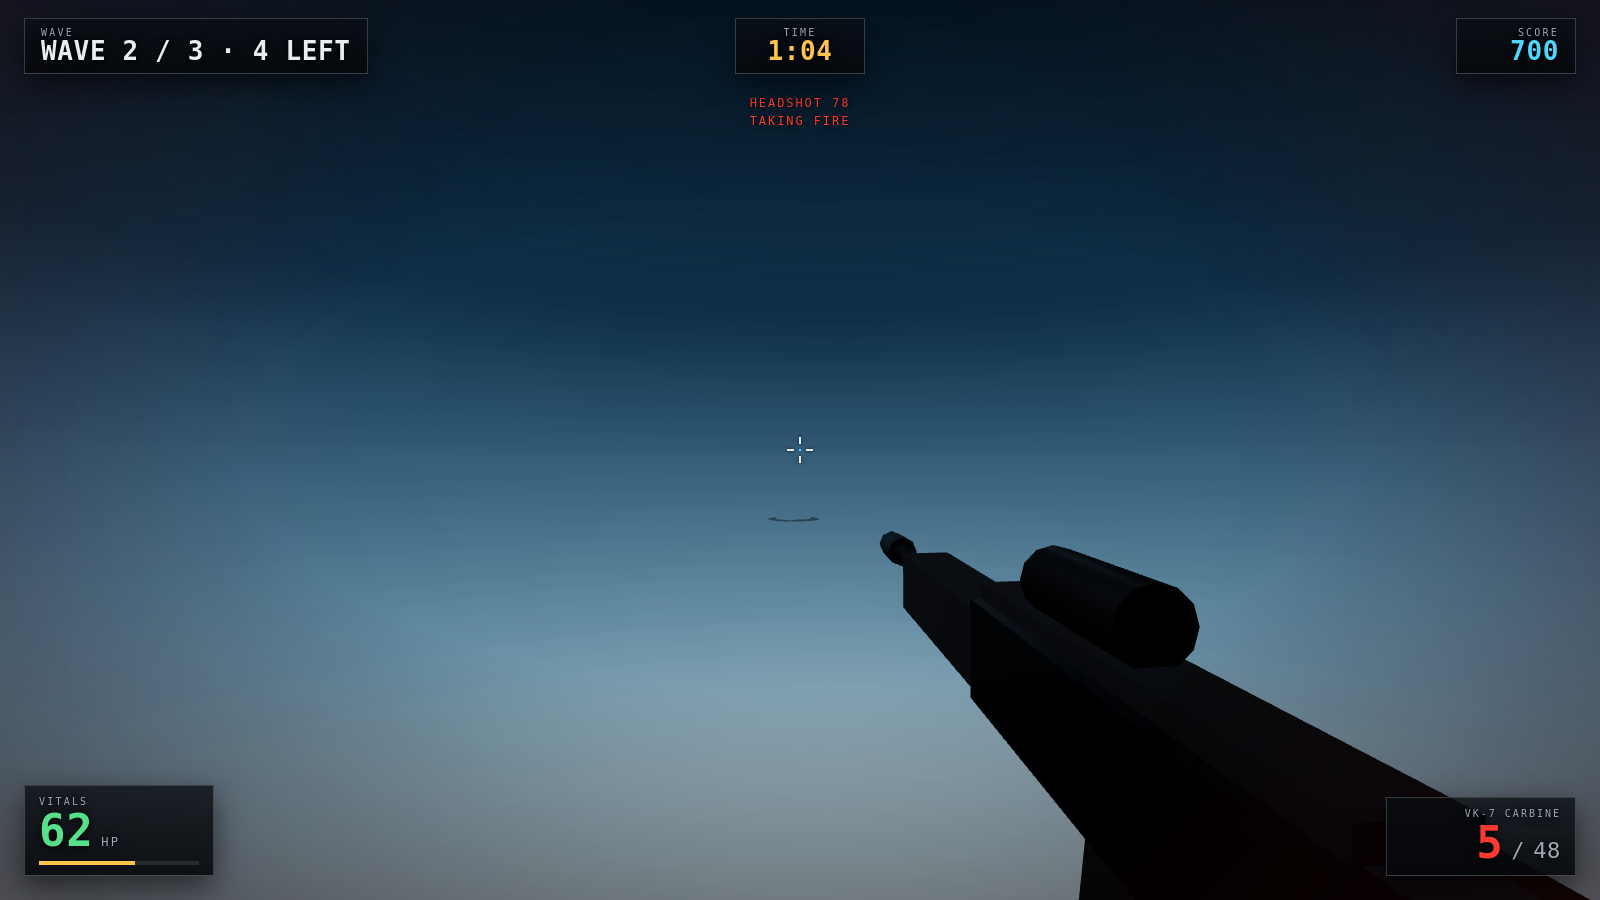 WAVE
WAVE 2 / 3 · 4 LEFT
TIME
1:04
SCORE
700
HEADSHOT 78
TAKING FIRE
VITALS
62 HP
VK-7 CARBINE
5 / 48